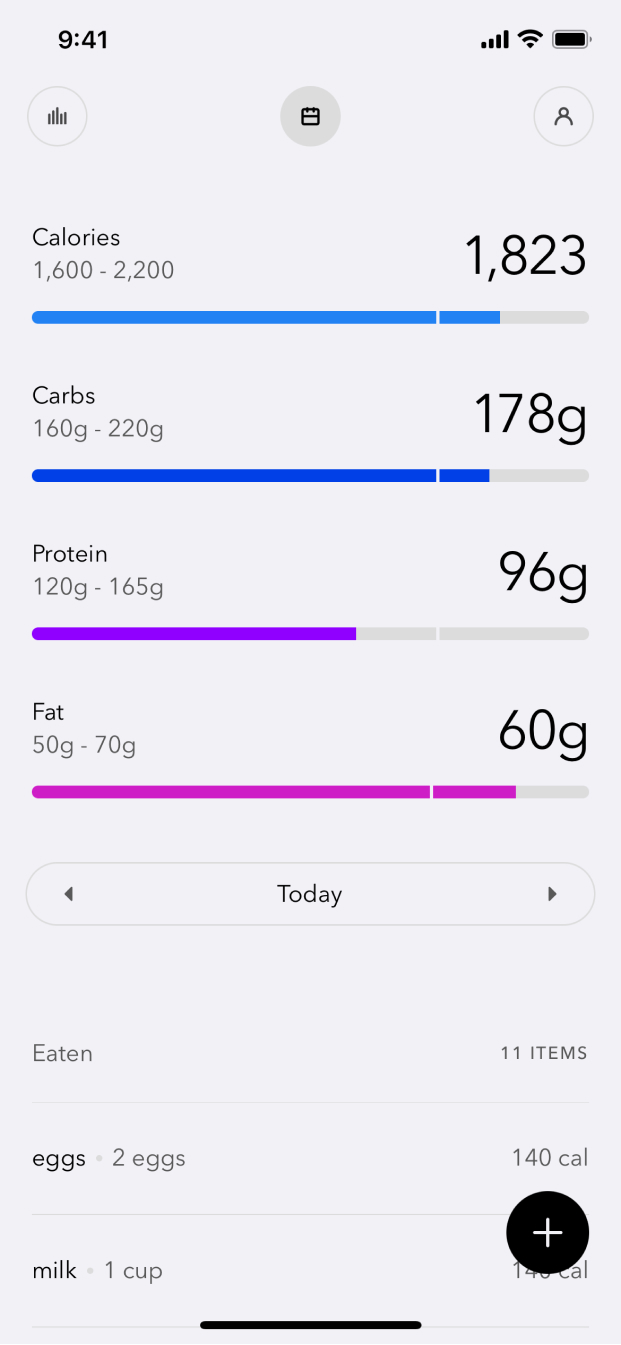 9:41
Calories
1,600 - 2,200
1,823
Carbs
160g - 220g
178g
Protein
120g - 165g
96g
Fat
50g - 70g
60g
Today
Eaten
11 ITEMS
eggs • 2 eggs
140 cal
milk • 1 cup
cal